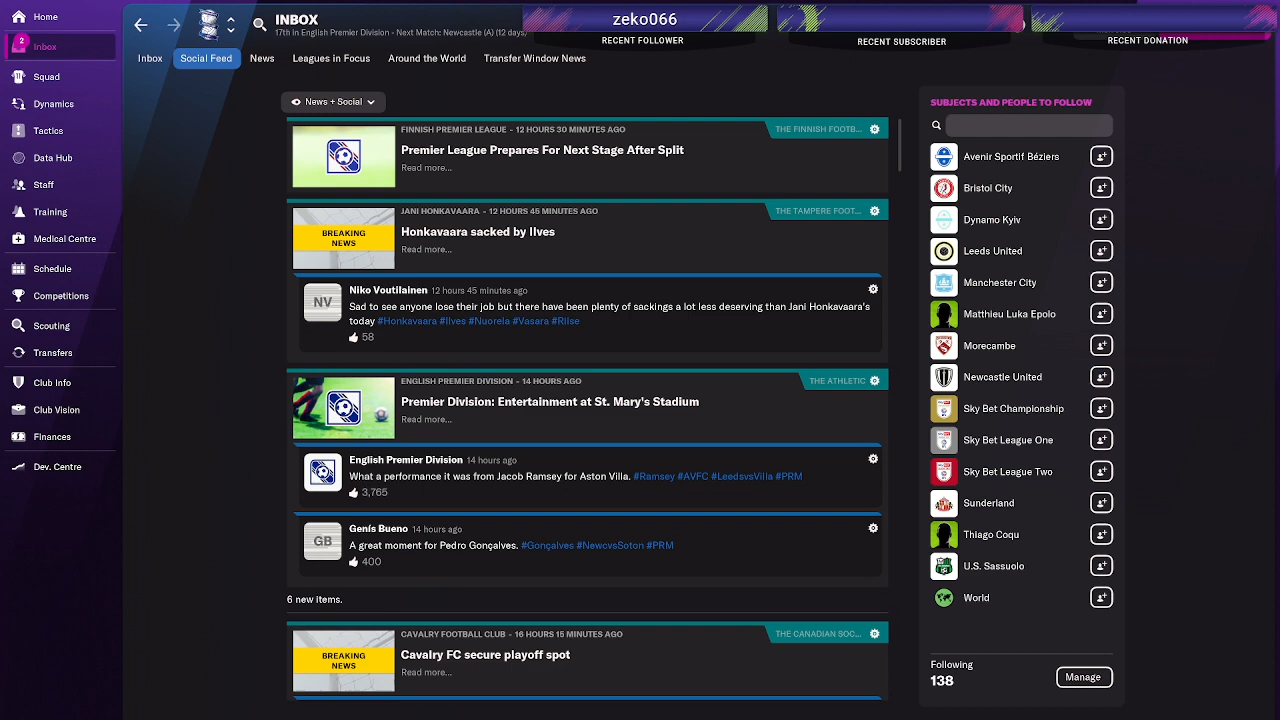 Home
2
Inbox
Squad
Dynamics
Tactics
Data Hub
Staff
Training
Medical Centre
Schedule
Competitions
Scouting
Transfers
Club Info
Club Vision
Finances
Dev. Centre
INBOX
17th in English Premier Division - Next Match: Newcastle (A) (12 days)
zeko066
RECENT FOLLOWER
RECENT SUBSCRIBER
RECENT DONATION
Inbox
Social Feed
News
Leagues in Focus
Around the World
Transfer Window News
News + Social
FINNISH PREMIER LEAGUE - 12 HOURS 30 MINUTES AGO
THE FINNISH FOOTB...
Premier League Prepares For Next Stage After Split
Read more...
JANI HONKAVAARA - 12 HOURS 45 MINUTES AGO
THE TAMPERE FOOT...
BREAKING
NEWS
Honkavaara sacked by Ilves
Read more...
NV
Niko Voutilainen 12 hours 45 minutes ago
Sad to see anyone lose their job but there have been plenty of sackings a lot less deserving than Jani Honkavaara's
today #Honkavaara #Ilves #Nuorela #Vasara #Rilse
58
ENGLISH PREMIER DIVISION - 14 HOURS AGO
THE ATHLETIC
Premier Division: Entertainment at St. Mary's Stadium
Read more...
English Premier Division 14 hours ago
What a performance it was from Jacob Ramsey for Aston Villa. #Ramsey #AVFC #LeedsvsVilla #PRM
3,765
GB
Genís Bueno 14 hours ago
A great moment for Pedro Gonçalves. #Gonçalves #NewcvsSoton #PRM
400
6 new items.
CAVALRY FOOTBALL CLUB - 16 HOURS 15 MINUTES AGO
THE CANADIAN SOC...
BREAKING
NEWS
Cavalry FC secure playoff spot
Read more...
SUBJECTS AND PEOPLE TO FOLLOW
Avenir Sportif Béziers
Bristol City
Dynamo Kyiv
Leeds United
Manchester City
Matthieu Luka Epolo
Morecambe
Newcastle United
Sky Bet Championship
Sky Bet League One
Sky Bet League Two
Sunderland
Thiago Coqu
U.S. Sassuolo
World
Following
138
Manage